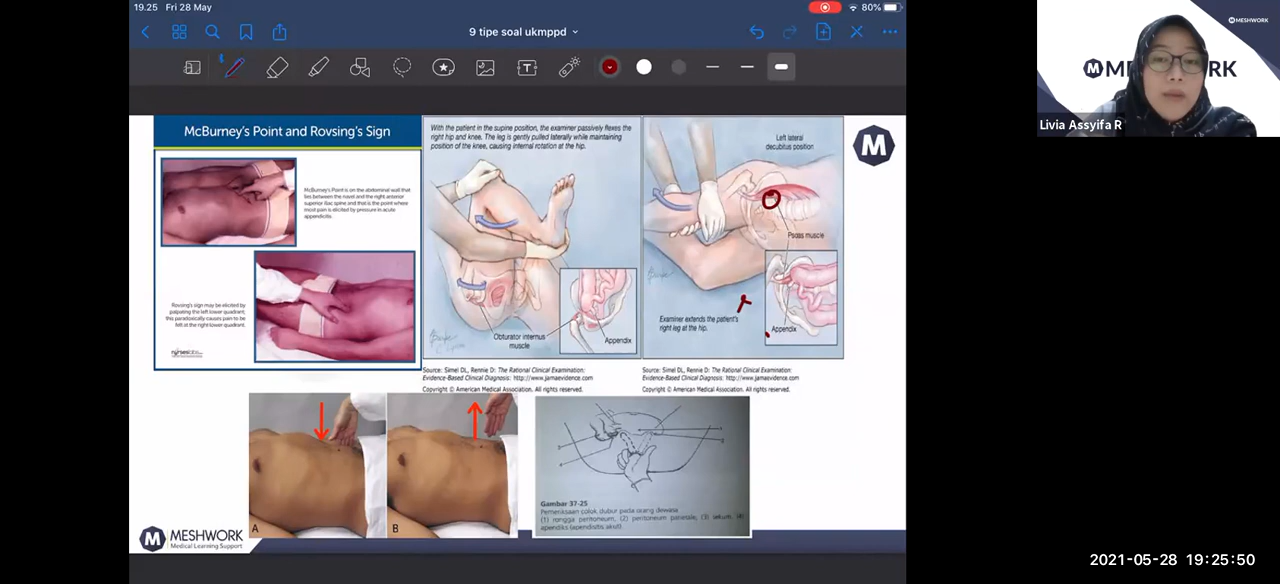 19.25 Fri 28 May
80%
9 tipe soal ukmppd
MESHWORK
MESHWORK
Livia Assyifa R
McBurney's Point and Rovsing's Sign
McBurney's Point is on the abdominal wall that
lies between the navel and the right anterior
superior iliac spine and that is the point where
most pain is elicited by pressure in acute
appendicitis.
Rovsing's sign may be elicited by
palpating the left lower quadrant,
this paradoxically causes pain to be
felt at the right lower quadrant.
nurseslabs
With the patient in the supine position, the examiner passively flexes the
right hip and knee. The leg is gently pulled laterally while maintaining
position of the knee, causing internal rotation at the hip.
Obturator internus
muscle
Appendix
Source: Simel DL, Rennie D: The Rational Clinical Examination:
Evidence-Based Clinical Diagnosis: http://www.jamaevidence.com
Copyright © American Medical Association. All rights reserved.
Left lateral
decubitus position
Psoas muscle
Examiner extends the patient's
right leg at the hip.
Appendix
Source: Simel DL, Rennie D: The Rational Clinical Examination:
Evidence-Based Clinical Diagnosis: http://www.jamaevidence.com
Copyright © American Medical Association. All rights reserved.
M
A
B
Gambar 37-25
Pemeriksaan colok dubur pada orang dewasa
(1) rongga peritoneum, (2) peritoneum parietale, (3) sekum, (4)
apendiks (apendisitis akut)
MESHWORK
Medical Learning Support
2021-05-28 19:25:50